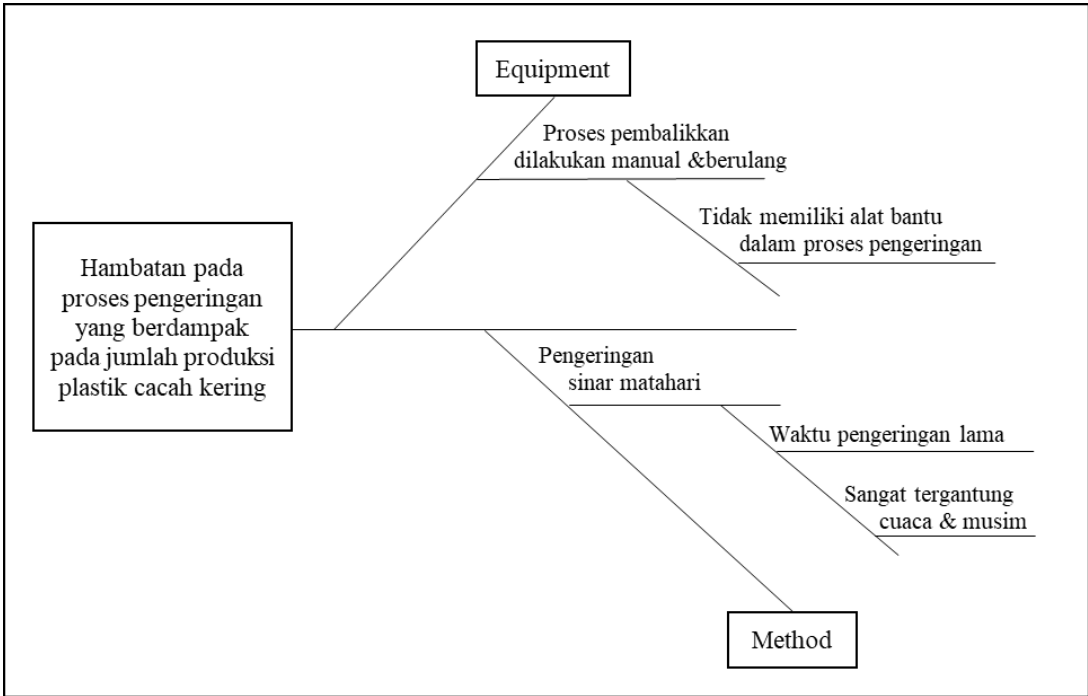 Equipment
Proses pembalikkan
dilakukan manual &berulang
Tidak memiliki alat bantu
dalam proses pengeringan
Hambatan pada
proses pengeringan
yang berdampak
pada jumlah produksi
plastik cacah kering
Pengeringan
sinar matahari
Waktu pengeringan lama
Sangat tergantung
cuaca & musim
Method